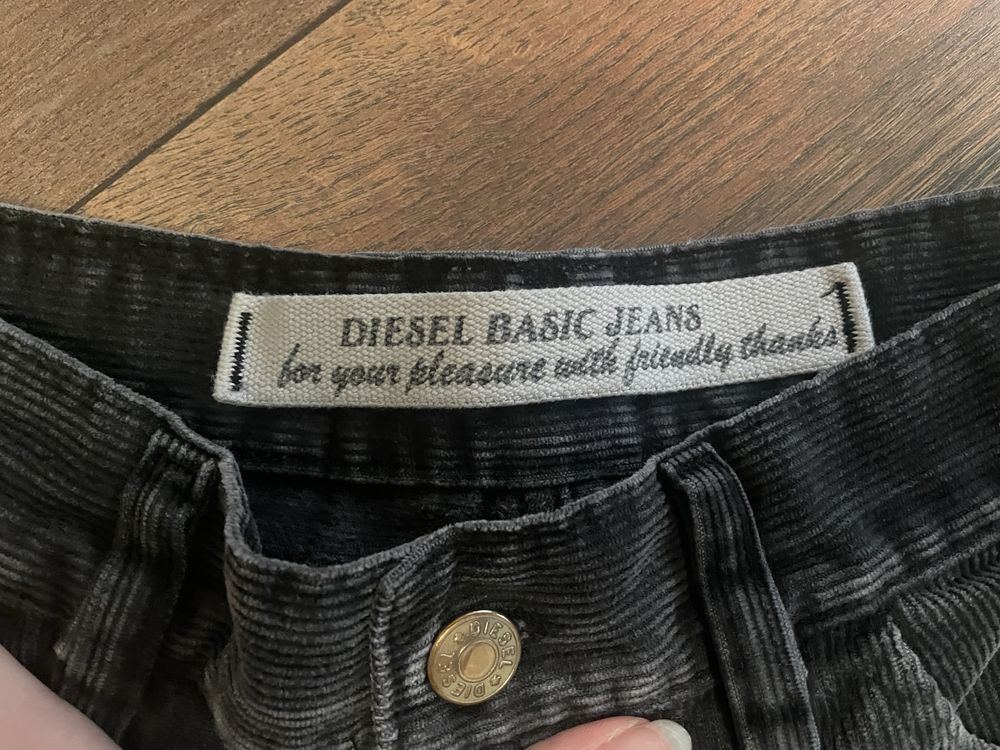 DIESEL BASIC JEANS
for your pleasure with friendly thanks
DIESEL
DIESEL